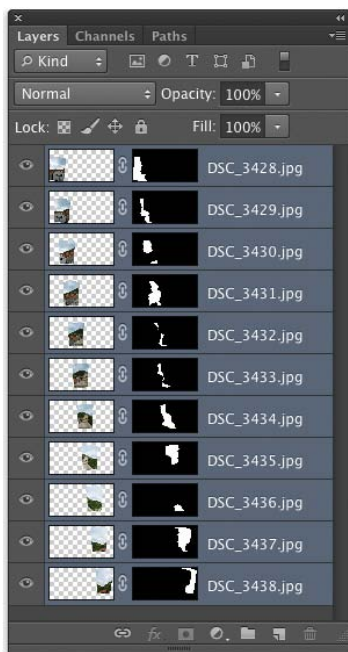 Layers Channels Paths
Kind
Normal Opacity: 100%
Lock: Fill: 100%
DSC_3428.jpg
DSC_3429.jpg
DSC_3430.jpg
DSC_3431.jpg
DSC_3432.jpg
DSC_3433.jpg
DSC_3434.jpg
DSC_3435.jpg
DSC_3436.jpg
DSC_3437.jpg
DSC_3438.jpg
fx